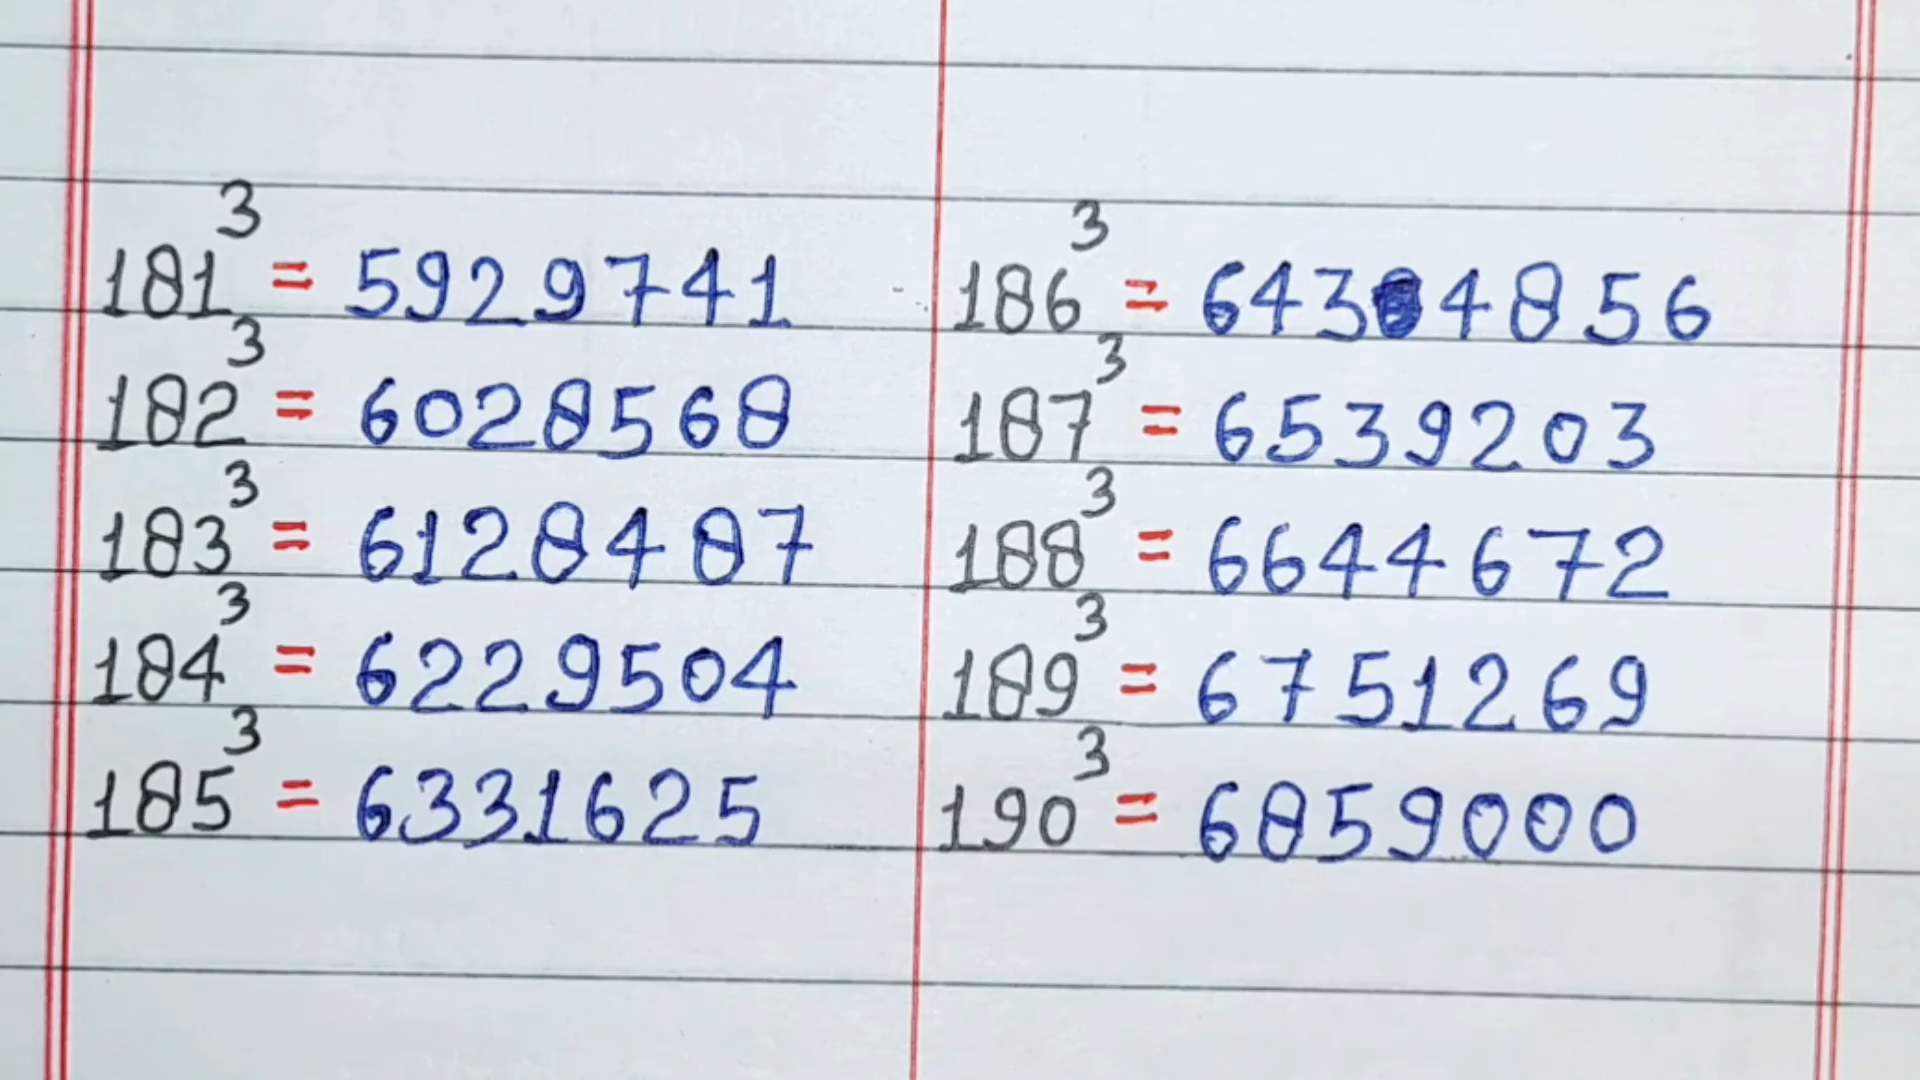 181³ = 5929741
182³ = 6028568
183³ = 6128487
184³ = 6229504
185³ = 6331625
186³ = 6434856
187³ = 6539203
188³ = 6644672
189³ = 6751269
190³ = 6859000